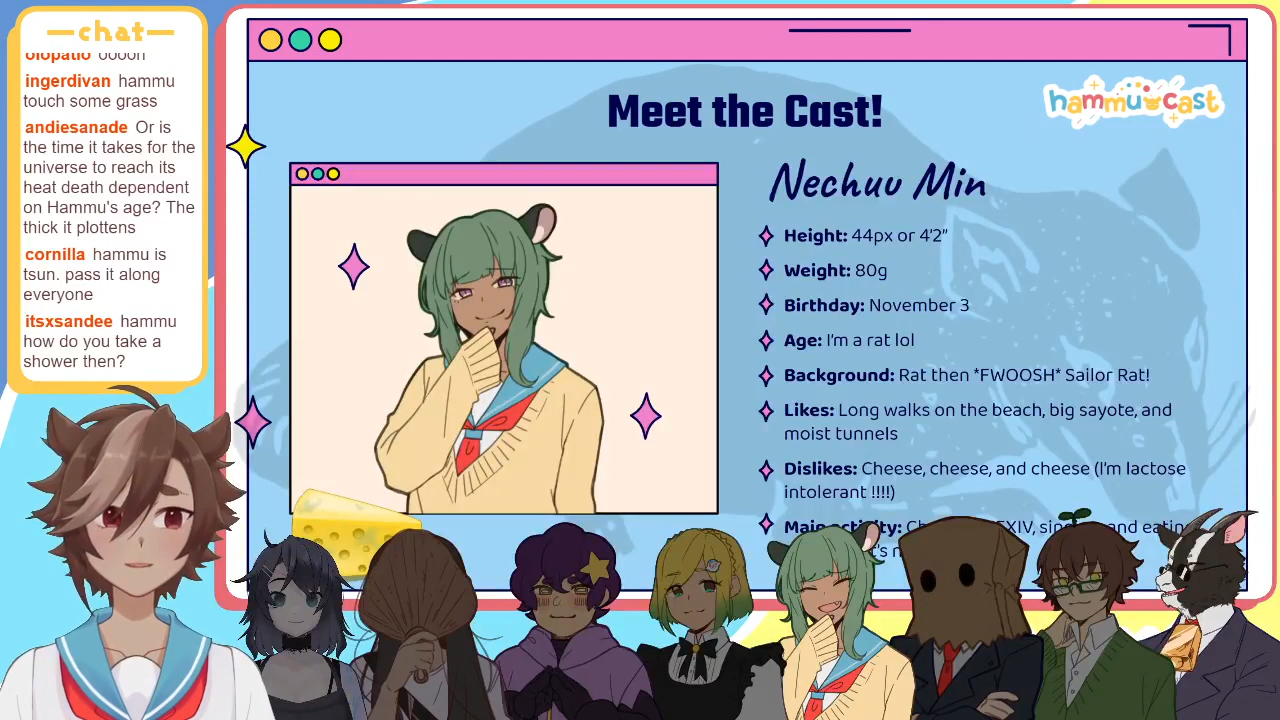 chat
olopatio ooooh
ingerdivan hammu
touch some grass
andiesanade Or is
the time it takes for the
universe to reach its
heat death dependent
on Hammu's age? The
thick it plottens
cornilla hammu is
tsun. pass it along
everyone
itsxsandee hammu
how do you take a
shower then?
Meet the Cast!
hammu cast
Nechuu Min
Height: 44px or 4'2"
Weight: 80g
Birthday: November 3
Age: I'm a rat lol
Background: Rat then *FWOOSH* Sailor Rat!
Likes: Long walks on the beach, big sayote, and
moist tunnels
Dislikes: Cheese, cheese, and cheese (I'm lactose
intolerant !!!!)
Main activity: